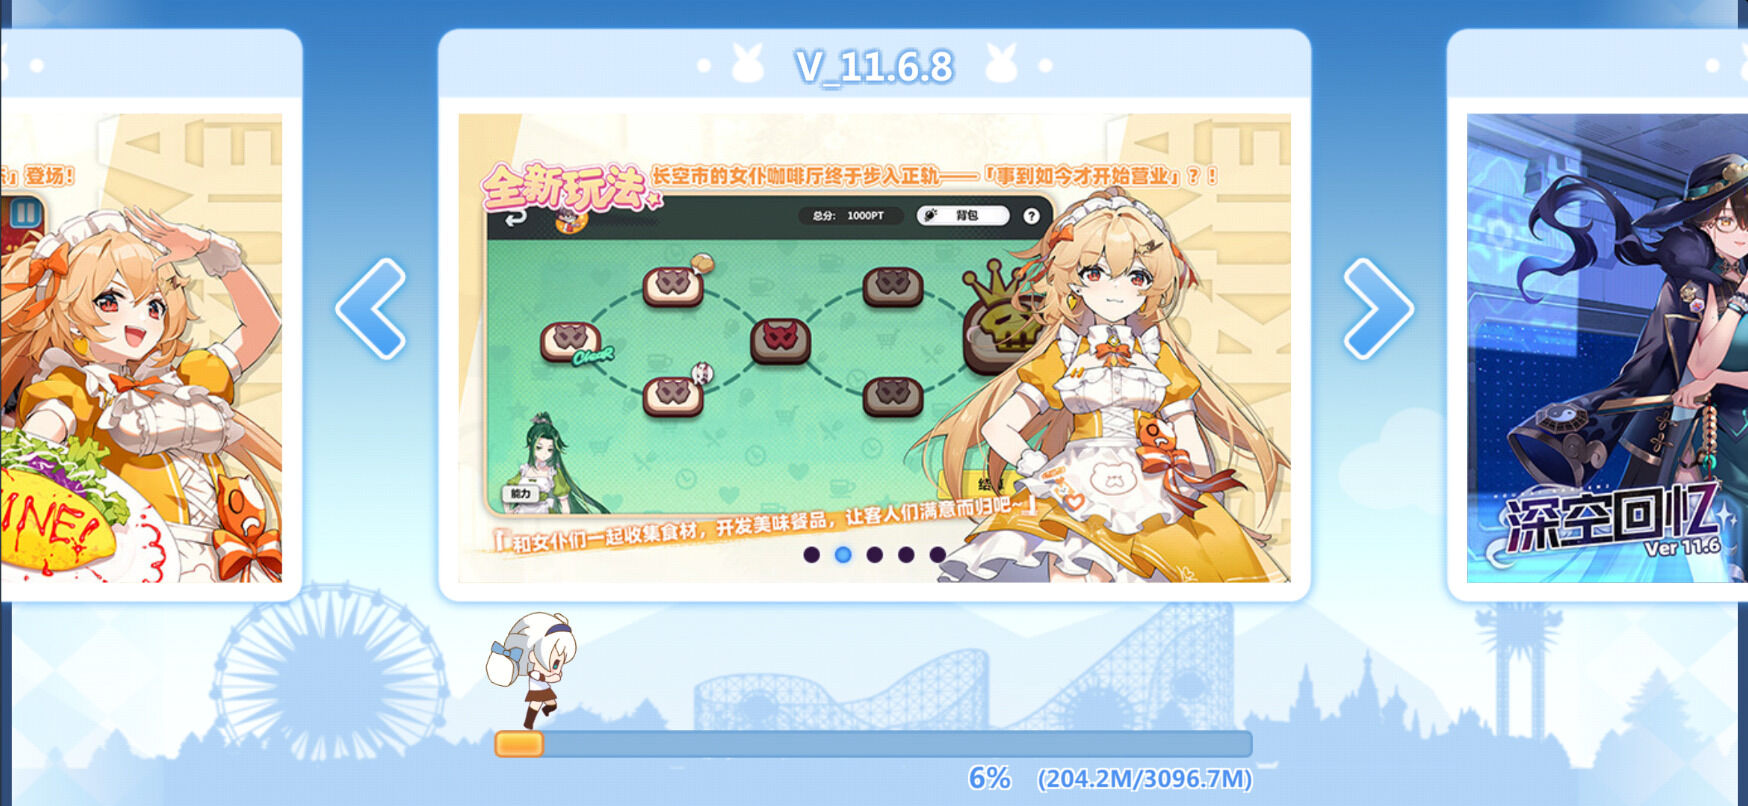 V_11.6.8
』登场！
全新玩法
长空市的女仆咖啡厅终于步入正轨——「事到如今才开始营业」？！
总分： 1000PT
背包
?
Clear
能力
『和女仆们一起收集食材，开发美味餐品，让客人们满意而归吧~』
INE!
深空回忆
Ver 11.6
6% (204.2M/3096.7M)